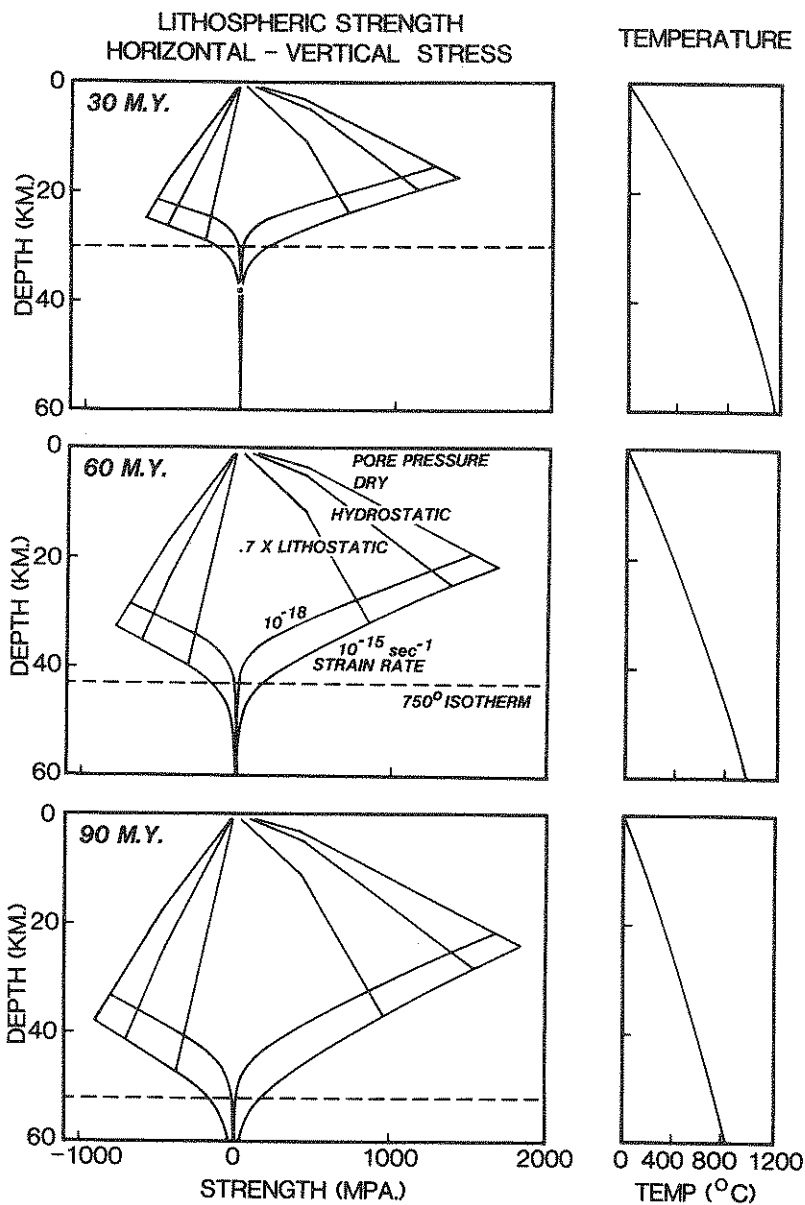 LITHOSPHERIC STRENGTH
HORIZONTAL - VERTICAL STRESS
TEMPERATURE
0
20
40
60
DEPTH (KM.)
30 M.Y.
0
20
40
60
DEPTH (KM.)
60 M.Y.
PORE PRESSURE
DRY
HYDROSTATIC
.7 X LITHOSTATIC
10-18
10-15 sec-1
STRAIN RATE
750o ISOTHERM
0
20
40
60
DEPTH (KM.)
90 M.Y.
-1000 0 1000 2000
STRENGTH (MPA.)
0 400 800 1200
TEMP (OC)